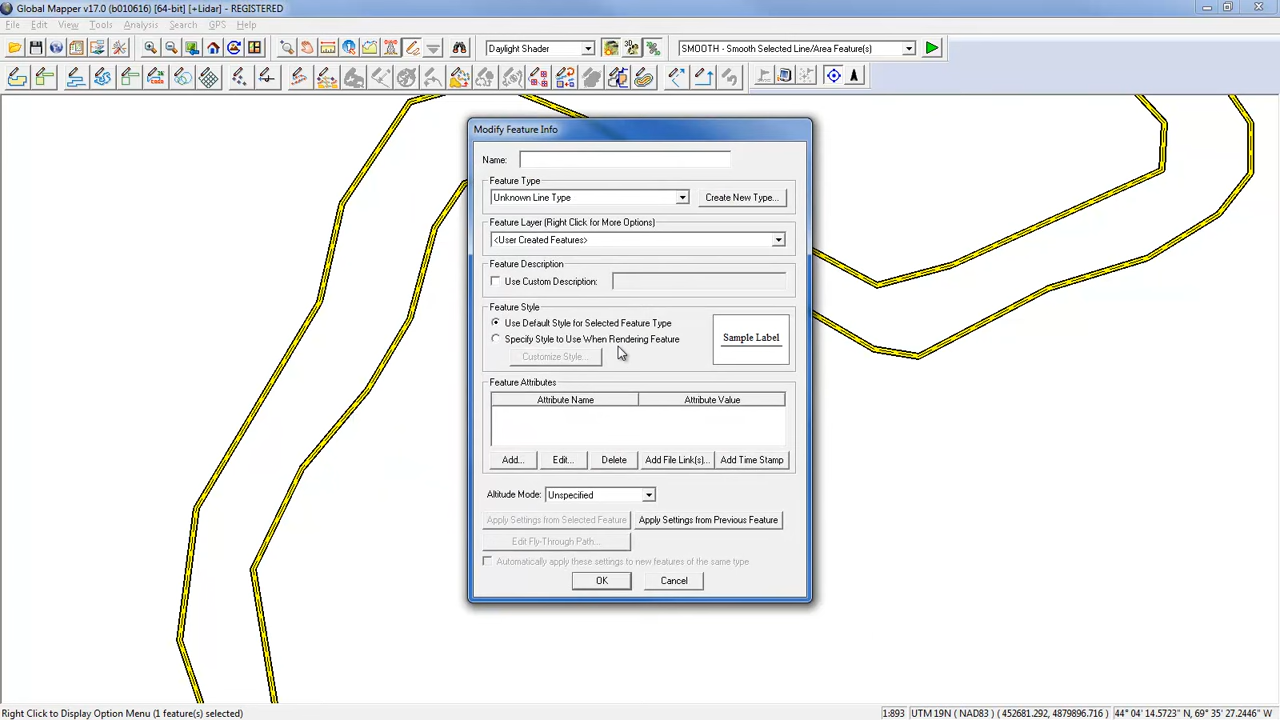 Global Mapper v17.0 (b010616) [64-bit] [+Lidar] - REGISTERED
File Edit View Tools Analysis Search GPS Help
Daylight Shader
SMOOTH - Smooth Selected Line/Area Feature(s)
Modify Feature Info
Name:
Feature Type
Unknown Line Type
Create New Type...
Feature Layer (Right Click for More Options)
<User Created Features>
Feature Description
Use Custom Description:
Feature Style
Use Default Style for Selected Feature Type
Specify Style to Use When Rendering Feature
Customize Style...
Sample Label
Feature Attributes
Attribute Name Attribute Value
Add... Edit... Delete Add File Link(s)... Add Time Stamp
Altitude Mode: Unspecified
Apply Settings from Selected Feature Apply Settings from Previous Feature
Edit Fly-Through Path...
Automatically apply these settings to new features of the same type
OK Cancel
Right Click to Display Option Menu (1 feature(s) selected)
1:893 UTM 19N ( NAD83 ) ( 452681.292, 4879896.716 ) 44° 04' 14.5723" N, 69° 35' 27.2446" W